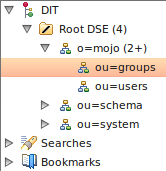 DIT
Root DSE (4)
o=mojo (2+)
ou=groups
ou=users
ou=schema
ou=system
Searches
Bookmarks